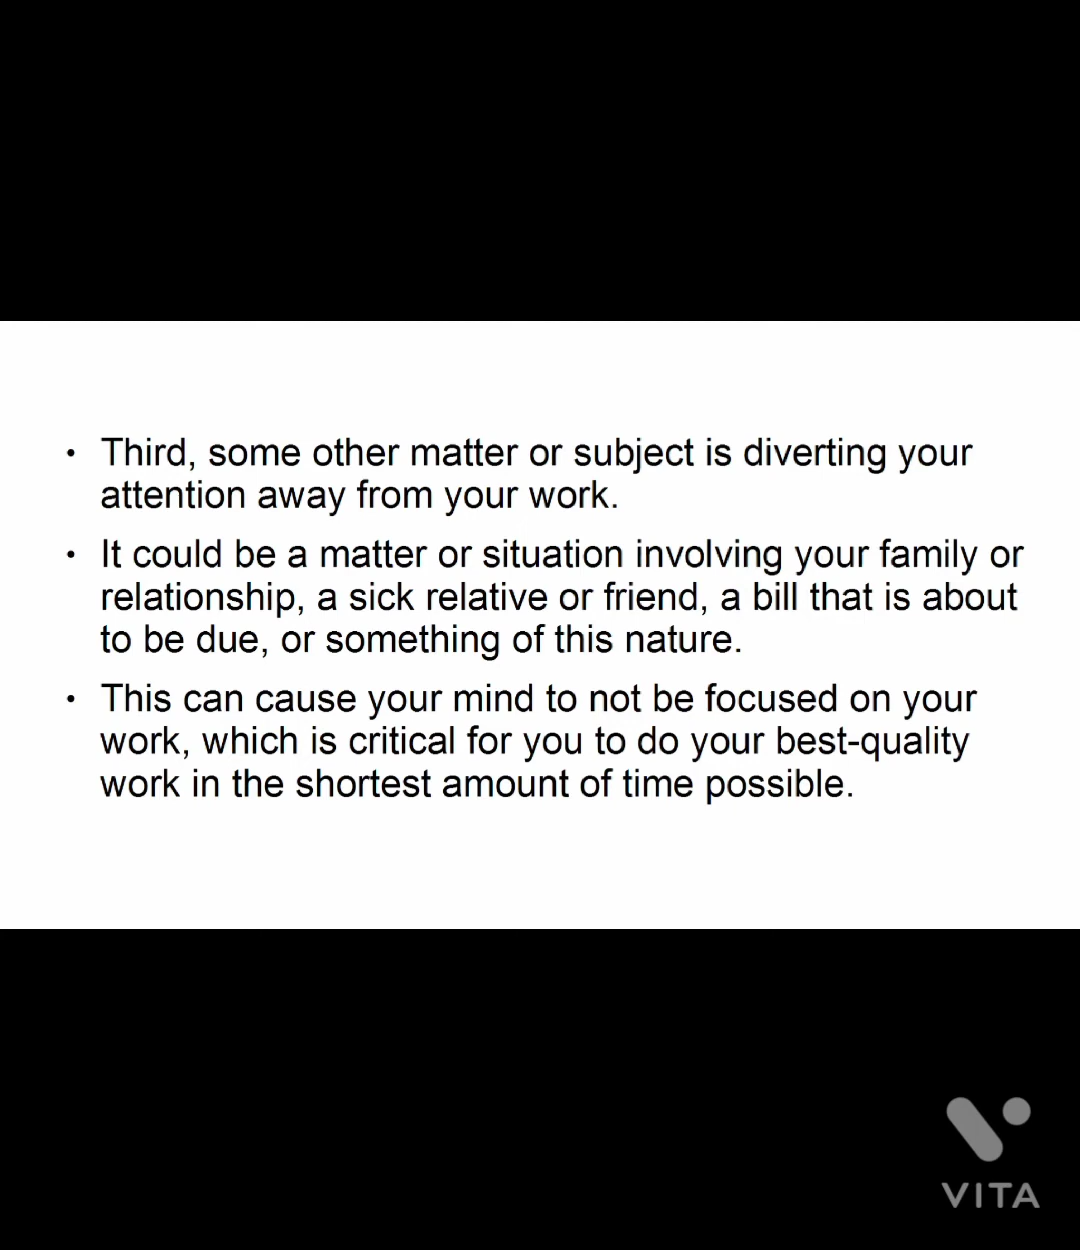 • Third, some other matter or subject is diverting your
attention away from your work.
• It could be a matter or situation involving your family or
relationship, a sick relative or friend, a bill that is about
to be due, or something of this nature.
• This can cause your mind to not be focused on your
work, which is critical for you to do your best-quality
work in the shortest amount of time possible.
VITA